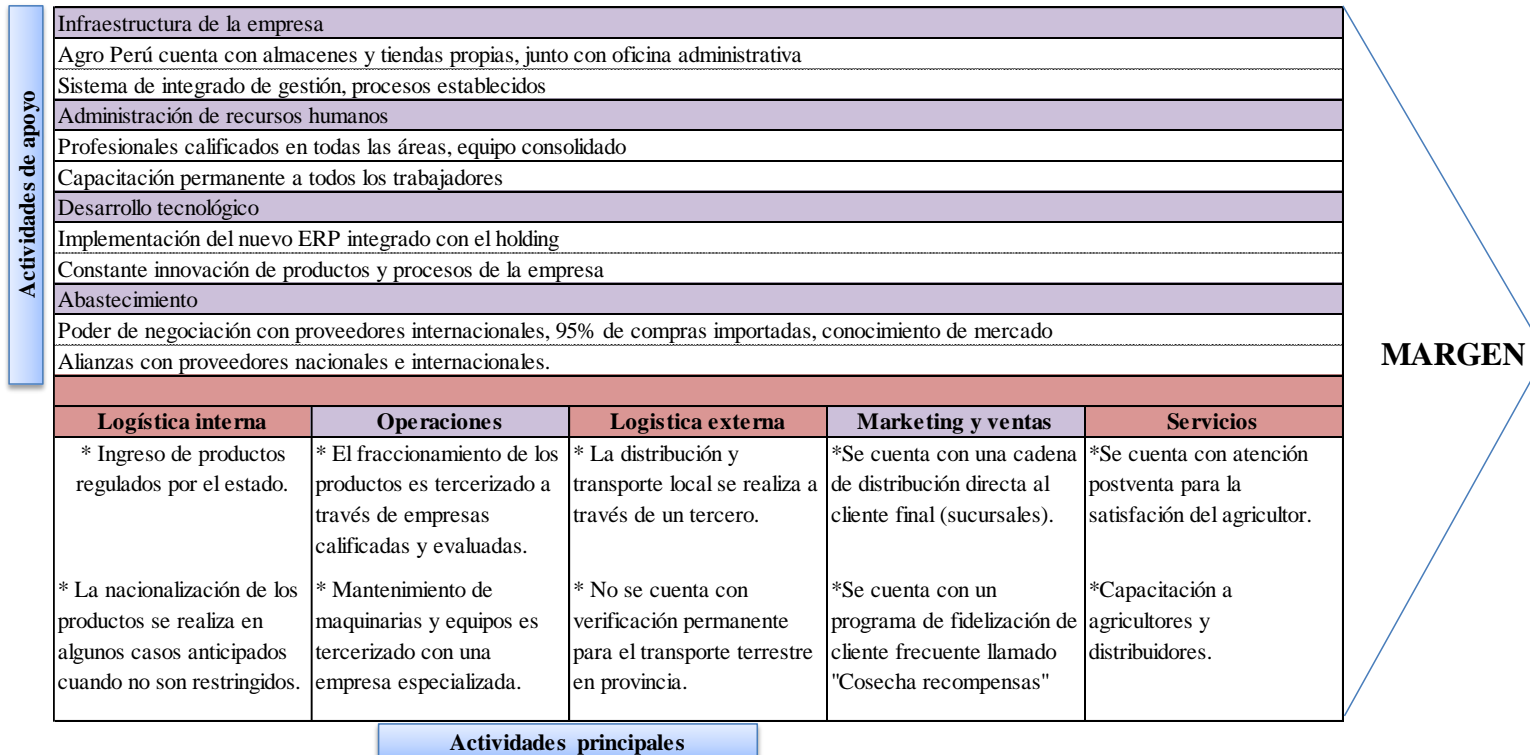 Actividades de apoyo
Infraestructura de la empresa
Agro Perú cuenta con almacenes y tiendas propias, junto con oficina administrativa
Sistema de integrado de gestión, procesos establecidos
Administración de recursos humanos
Profesionales calificados en todas las áreas, equipo consolidado
Capacitación permanente a todos los trabajadores
Desarrollo tecnológico
Implementación del nuevo ERP integrado con el holding
Constante innovación de productos y procesos de la empresa
Abastecimiento
Poder de negociación con proveedores internacionales, 95% de compras importadas, conocimiento de mercado
Alianzas con proveedores nacionales e internacionales.
MARGEN
Logística interna
* Ingreso de productos
regulados por el estado.
* La nacionalización de los
productos se realiza en
algunos casos anticipados
cuando no son restringidos.
Operaciones
* El fraccionamiento de los
productos es tercerizado a
través de empresas
calificadas y evaluadas.
* Mantenimiento de
maquinarias y equipos es
tercerizado con una
empresa especializada.
Logistica externa
* La distribución y
transporte local se realiza a
través de un tercero.
* No se cuenta con
verificación permanente
para el transporte terrestre
en provincia.
Marketing y ventas
*Se cuenta con una cadena
de distribución directa al
cliente final (sucursales).
*Se cuenta con un
programa de fidelización de
cliente frecuente llamado
"Cosecha recompensas"
Servicios
*Se cuenta con atención
postventa para la
satisfacción del agricultor.
*Capacitación a
agricultores y
distribuidores.
Actividades principales